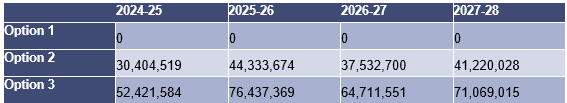 2024-25 2025-26 2026-27 2027-28
Option 1 0 0 0 0
Option 2 30,404,519 44,333,674 37,532,700 41,220,028
Option 3 52,421,584 76,437,369 64,711,551 71,069,015